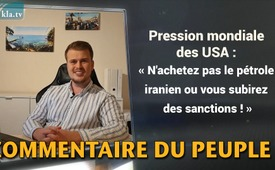 kla.tv
Pression mondiale
des USA :
« N'achetez pas le pétrole
iranien ou vous subirez
des sanctions ! »
COMMENTAIRE DU PEUPLE